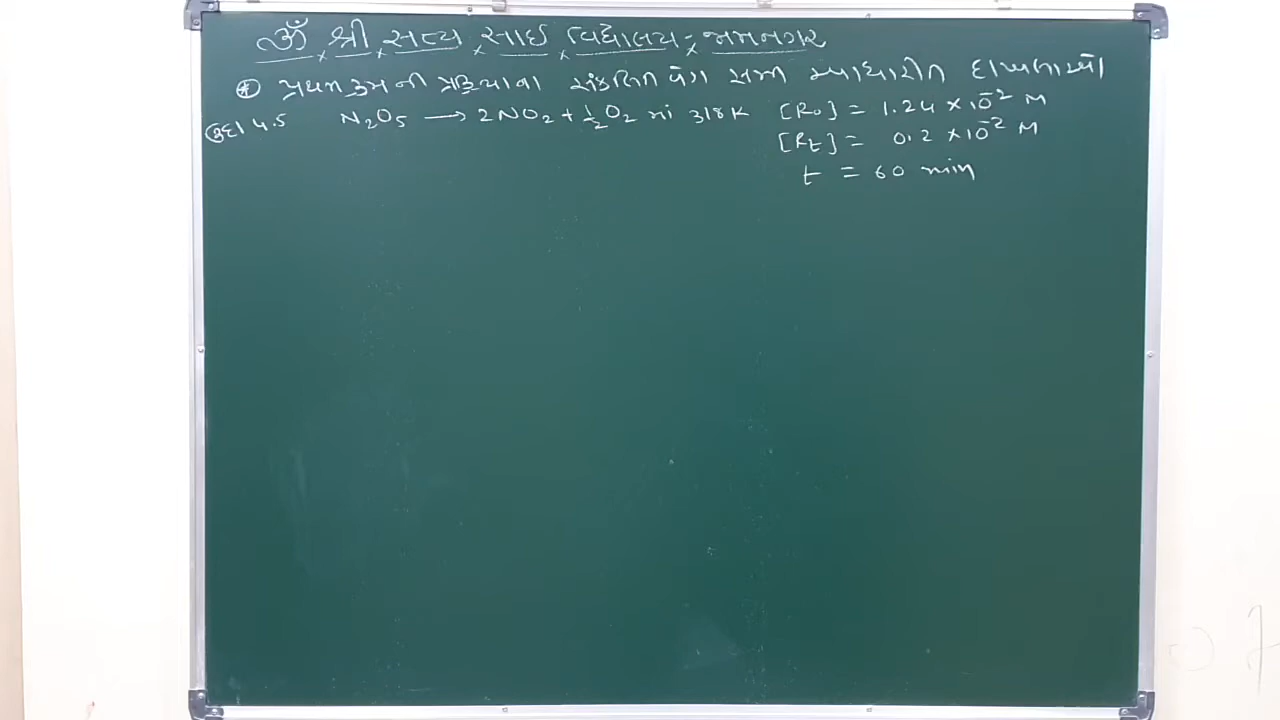 ૐ શ્રી સત્ય સાઇ વિદ્યાલય - જામનગર
* પ્રથમ ક્રમની પ્રક્રિયાના સંકલિત વેગ સમી આધારીત દાખલાઓ
ઉદા 4.5 N₂O₅ → 2NO₂ + ½O₂ માં 318K [R₀] = 1.24 × 10⁻² M
[Rt] = 0.2 × 10⁻² M
t = 60 min